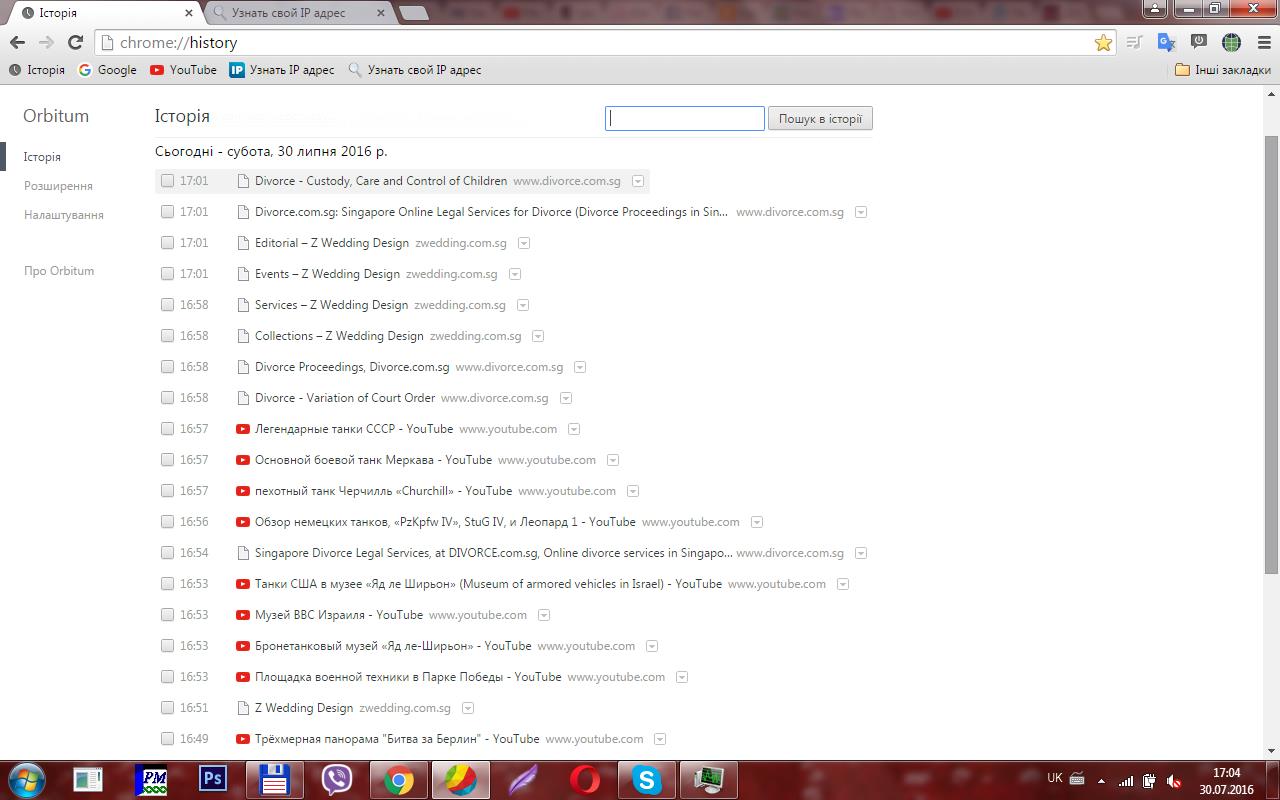 Історія
Узнать свой IP адрес
chrome://history
Історія Google YouTube IP Узнать IP адрес Узнать свой IP адрес Інші закладки
Orbitum
Історія
Розширення
Налаштування
Про Orbitum
Історія Пошук в історії
Сьогодні - субота, 30 липня 2016 р.
17:01 Divorce - Custody, Care and Control of Children www.divorce.com.sg
17:01 Divorce.com.sg: Singapore Online Legal Services for Divorce (Divorce Proceedings in Sin... www.divorce.com.sg
17:01 Editorial – Z Wedding Design zwedding.com.sg
17:01 Events – Z Wedding Design zwedding.com.sg
16:58 Services – Z Wedding Design zwedding.com.sg
16:58 Collections – Z Wedding Design zwedding.com.sg
16:58 Divorce Proceedings, Divorce.com.sg www.divorce.com.sg
16:58 Divorce - Variation of Court Order www.divorce.com.sg
16:57 Легендарные танки СССР - YouTube www.youtube.com
16:57 Основной боевой танк Меркава - YouTube www.youtube.com
16:57 пехотный танк Черчилль «Churchill» - YouTube www.youtube.com
16:56 Обзор немецких танков, «PzKpfw IV», StuG IV, и Леопард 1 - YouTube www.youtube.com
16:54 Singapore Divorce Legal Services, at DIVORCE.com.sg, Online divorce services in Singapo... www.divorce.com.sg
16:53 Танки США в музее «Яд ле Ширьон» (Museum of armored vehicles in Israel) - YouTube www.youtube.com
16:53 Музей ВВС Израиля - YouTube www.youtube.com
16:53 Бронетанковый музей «Яд ле-Ширьон» - YouTube www.youtube.com
16:53 Площадка военной техники в Парке Победы - YouTube www.youtube.com
16:51 Z Wedding Design zwedding.com.sg
16:49 Трёхмерная панорама "Битва за Берлин" - YouTube www.youtube.com
PM Ps S UK 17:04
30.07.2016